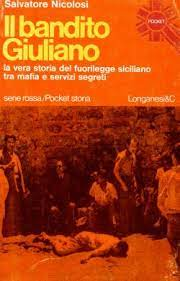 Salvatore Nicolosi
POCKET
Il bandito
Giuliano
la vera storia del fuorilegge siciliano
tra mafia e servizi segreti
serie rossa/Pocket storia
Longanesi&C